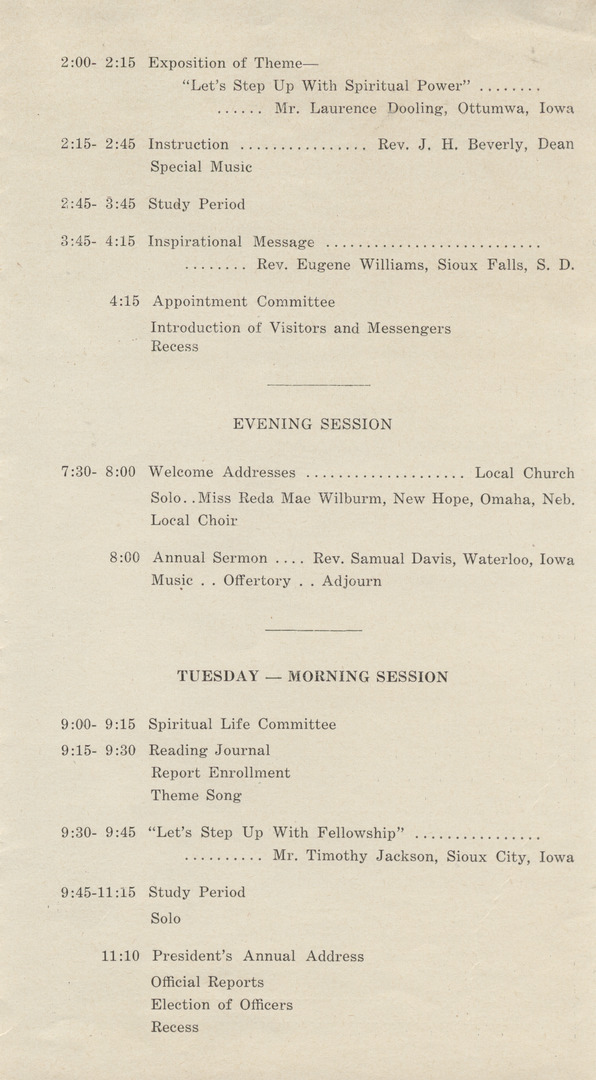 2:00- 2:15 Exposition of Theme—
“Let’s Step Up With Spiritual Power” ........
...... Mr. Laurence Dooling, Ottumwa, Iowa
2:15- 2:45 Instruction ................ Rev. J. H. Beverly, Dean
Special Music
2:45- 3:45 Study Period
3:45- 4:15 Inspirational Message ...........................
........ Rev. Eugene Williams, Sioux Falls, S. D.
4:15 Appointment Committee
Introduction of Visitors and Messengers
Recess
EVENING SESSION
7:30- 8:00 Welcome Addresses .................... Local Church
Solo..Miss Reda Mae Wilburm, New Hope, Omaha, Neb.
Local Choir
8:00 Annual Sermon .... Rev. Samual Davis, Waterloo, Iowa
Music . . Offertory . . Adjourn
TUESDAY — MORNING SESSION
9:00- 9:15 Spiritual Life Committee
9:15- 9:30 Reading Journal
Report Enrollment
Theme Song
9:30- 9:45 “Let’s Step Up With Fellowship” ................
.......... Mr. Timothy Jackson, Sioux City, Iowa
9:45-11:15 Study Period
Solo
11:10 President’s Annual Address
Official Reports
Election of Officers
Recess